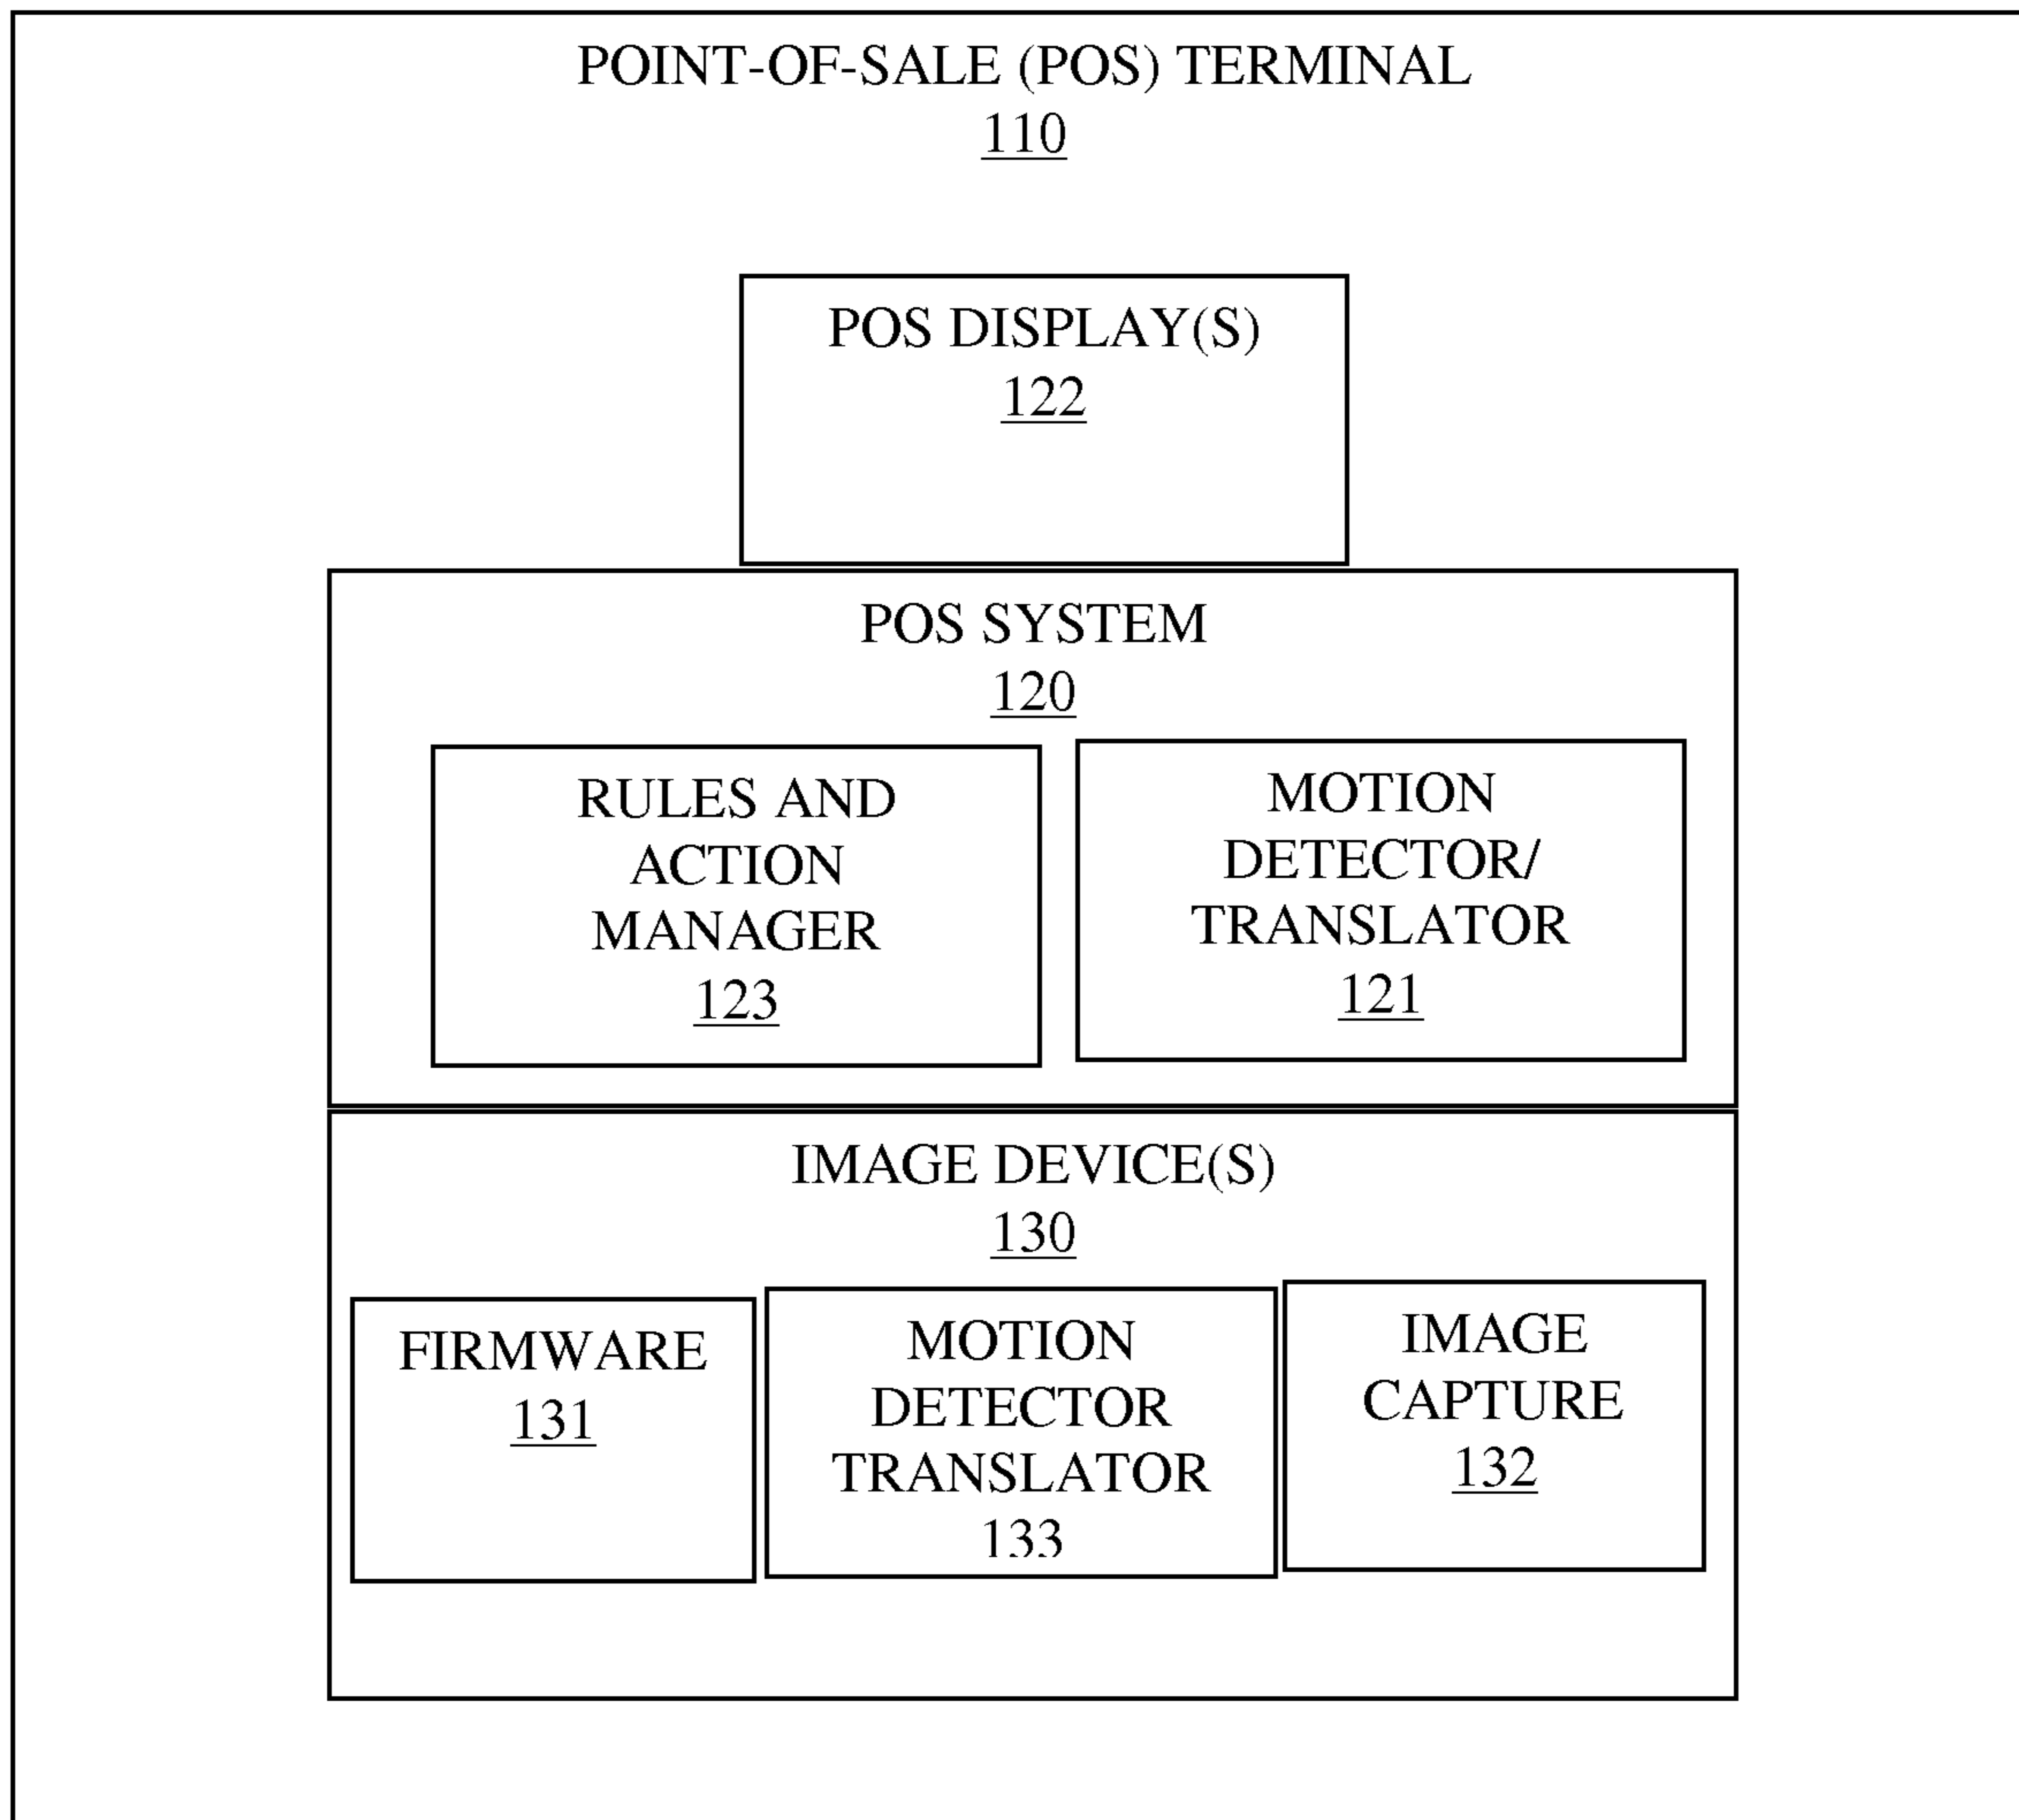 POINT-OF-SALE (POS) TERMINAL
110
POS DISPLAY(S)
122
POS SYSTEM
120
RULES AND
ACTION
MANAGER
123
MOTION
DETECTOR/
TRANSLATOR
121
IMAGE DEVICE(S)
130
FIRMWARE
131
MOTION
DETECTOR
TRANSLATOR
133
IMAGE
CAPTURE
132